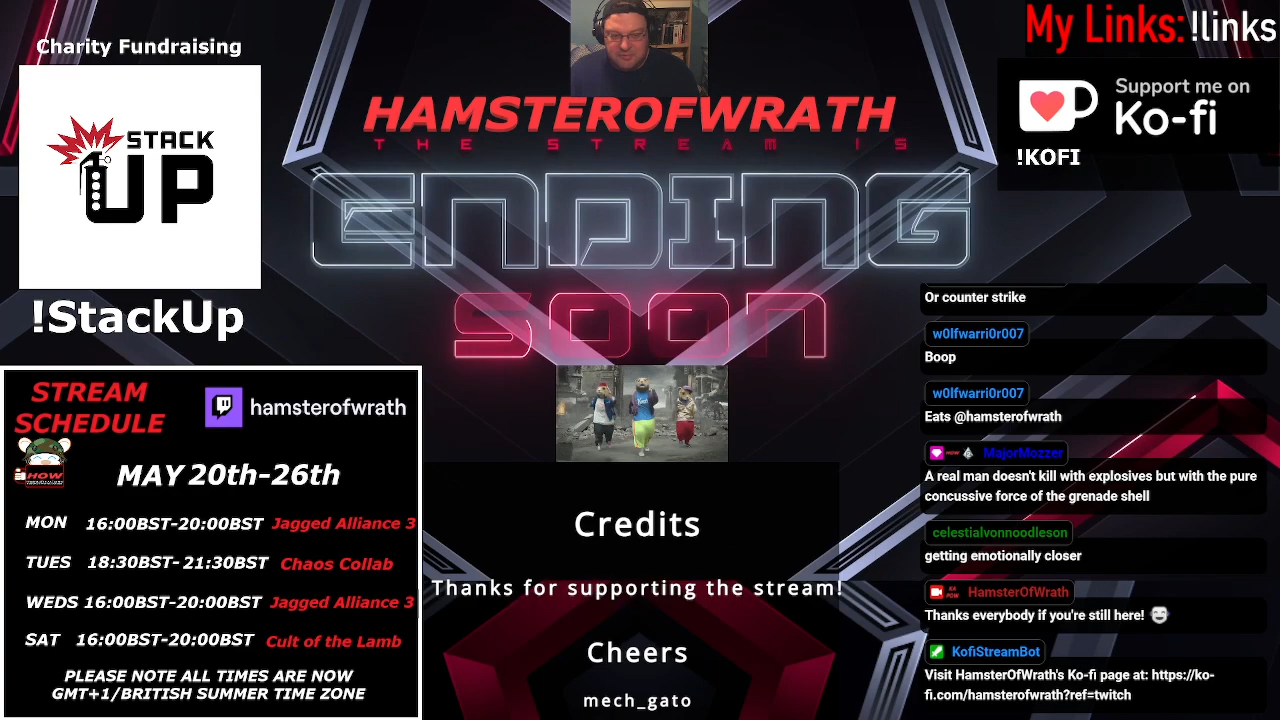 Charity Fundraising
STACK
UP
!StackUp
HAMSTEROFWRATH
THE STREAM IS
ENDING
SOON
My Links: !links
Support me on
Ko-fi
!KOFI
STREAM
SCHEDULE
hamsterofwrath
HOW
MAY 20th-26th
MON 16:00BST-20:00BST Jagged Alliance 3
TUES 18:30BST-21:30BST Chaos Collab
WEDS 16:00BST-20:00BST Jagged Alliance 3
SAT 16:00BST-20:00BST Cult of the Lamb
PLEASE NOTE ALL TIMES ARE NOW
GMT+1/BRITISH SUMMER TIME ZONE
Credits
Thanks for supporting the stream!
Cheers
mech_gato
Or counter strike
w0lfwarri0r007
Boop
w0lfwarri0r007
Eats @hamsterofwrath
MajorMozzer
A real man doesn't kill with explosives but with the pure
concussive force of the grenade shell
celestialvonnoodleson
getting emotionally closer
HamsterOfWrath
Thanks everybody if you're still here!
KofiStreamBot
Visit HamsterOfWrath's Ko-fi page at: https://ko-
fi.com/hamsterofwrath?ref=twitch